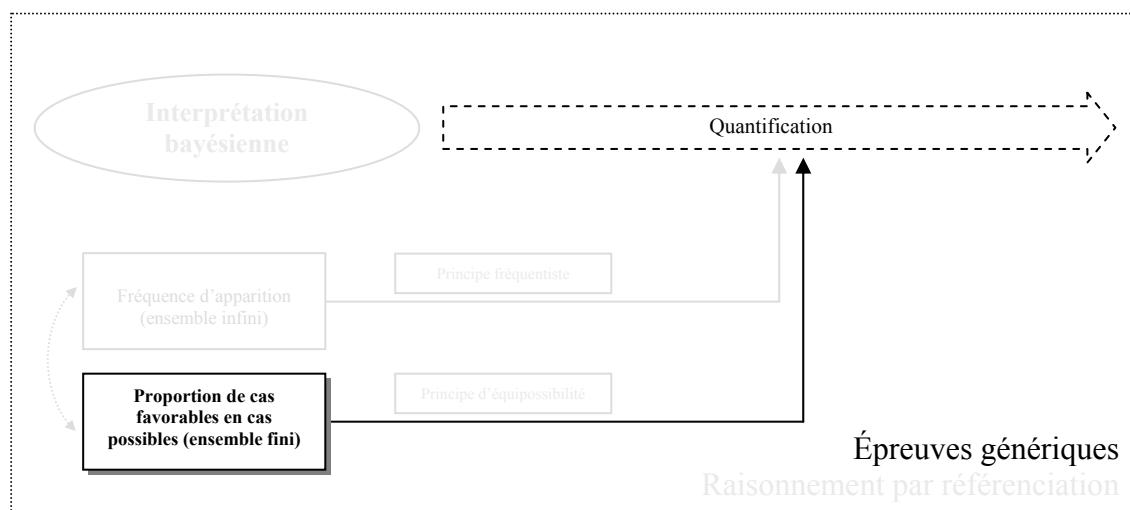 Interprétation
bayésienne
Quantification
Fréquence d’apparition
(ensemble infini)
Principe fréquentiste
Proportion de cas
favorables en cas
possibles (ensemble fini)
Principe d’équipossibilité
Épreuves génériques
Raisonnement par référenciation